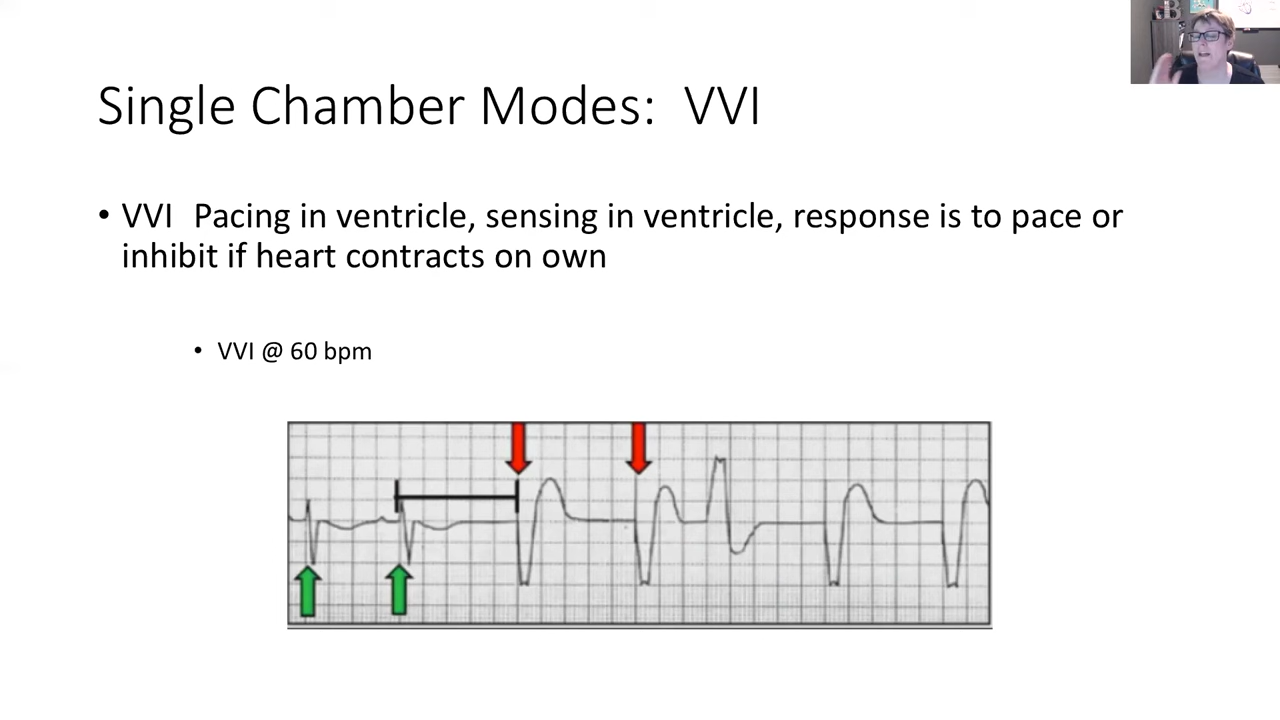 Single Chamber Modes: VVI
• VVI Pacing in ventricle, sensing in ventricle, response is to pace or
inhibit if heart contracts on own
• VVI @ 60 bpm